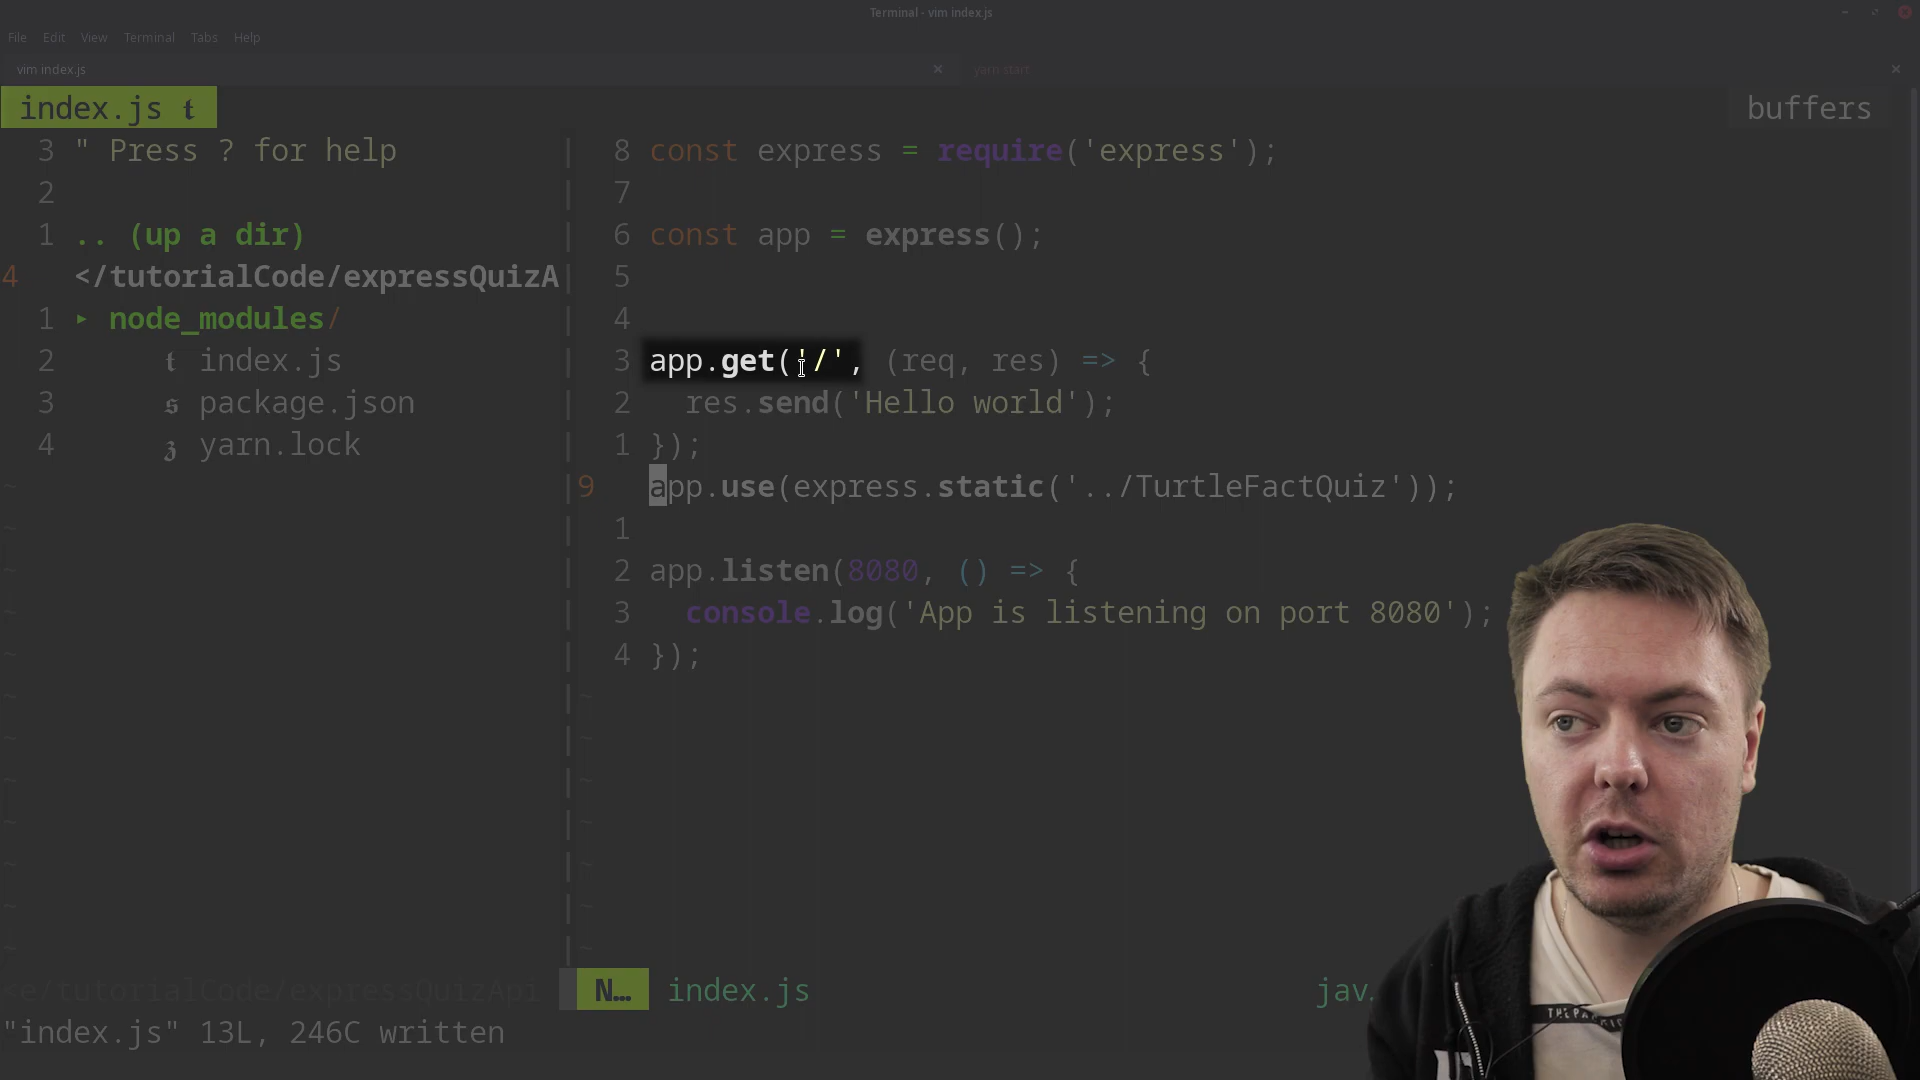 Terminal - vim index.js
File Edit View Terminal Tabs Help
vim index.js
yarn start
index.js
buffers
3 " Press ? for help
2
1 .. (up a dir)
4 </tutorialCode/expressQuizA
1 ▸ node_modules/
2 index.js
3 package.json
4 yarn.lock
8 const express = require('express');
7
6 const app = express();
5
4
3 app.get('/', (req, res) => {
2 res.send('Hello world');
1 });
9 app.use(express.static('../TurtleFactQuiz'));
1
2 app.listen(8080, () => {
3 console.log('App is listening on port 8080');
4 });
<e/tutorialCode/expressQuizApi
N… index.js
jav.
"index.js" 13L, 246C written